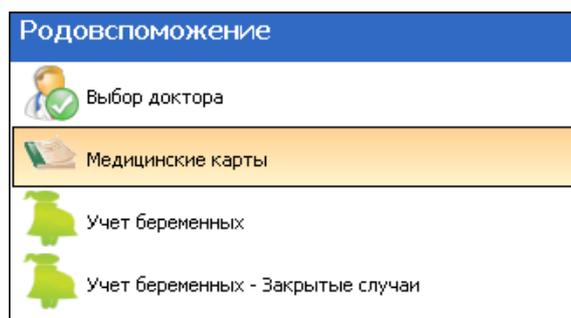 Родовспоможение
Выбор доктора
Медицинские карты
Учет беременных
Учет беременных - Закрытые случаи